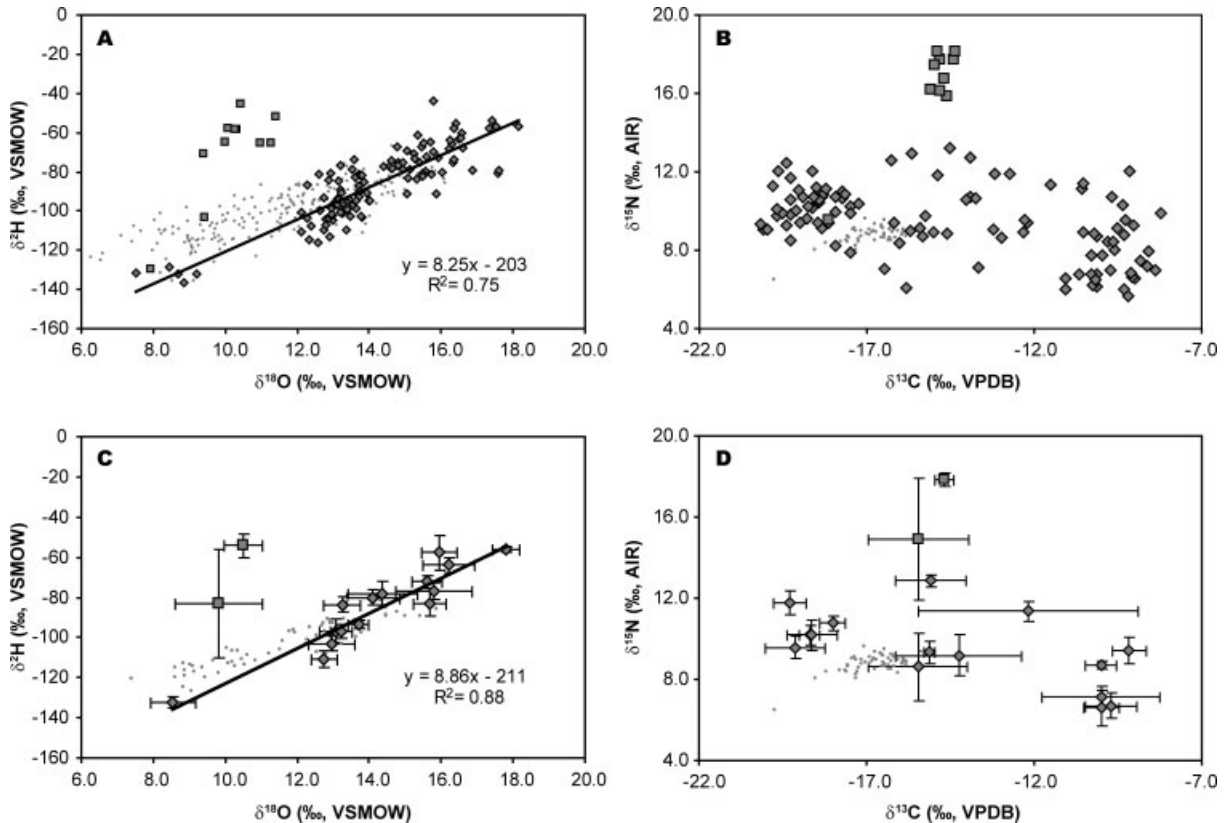 A
δ²H (‰, VSMOW)
0
-20
-40
-60
-80
-100
-120
-140
-160
y = 8.25x - 203
R² = 0.75
6.0 8.0 10.0 12.0 14.0 16.0 18.0 20.0
δ¹⁸O (‰, VSMOW)
B
δ¹⁵N (‰, AIR)
20.0
16.0
12.0
8.0
4.0
-22.0 -17.0 -12.0 -7.0
δ¹³C (‰, VPDB)
C
δ²H (‰, VSMOW)
0
-20
-40
-60
-80
-100
-120
-140
-160
y = 8.86x - 211
R² = 0.88
6.0 8.0 10.0 12.0 14.0 16.0 18.0 20.0
δ¹⁸O (‰, VSMOW)
D
δ¹⁵N (‰, AIR)
20.0
16.0
12.0
8.0
4.0
-22.0 -17.0 -12.0 -7.0
δ¹³C (‰, VPDB)